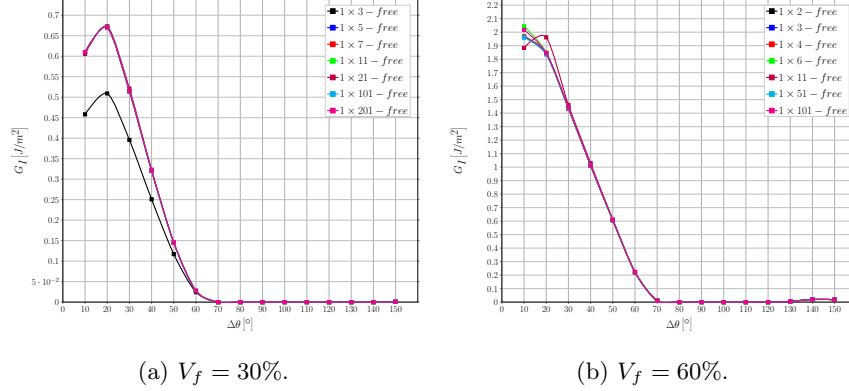 0.7
0.65
0.6
0.55
0.5
0.45
0.4
0.35
0.3
0.25
0.2
0.15
0.1
5 · 10⁻²
0
G_I [J/m²]
0 10 20 30 40 50 60 70 80 90 100 110 120 130 140 150
Δθ [°]
1 × 3 − free
1 × 5 − free
1 × 7 − free
1 × 11 − free
1 × 21 − free
1 × 101 − free
1 × 201 − free
(a) V_f = 30%.
2.2
2.1
2
1.9
1.8
1.7
1.6
1.5
1.4
1.3
1.2
1.1
1
0.9
0.8
0.7
0.6
0.5
0.4
0.3
0.2
0.1
0
G_I [J/m²]
0 10 20 30 40 50 60 70 80 90 100 110 120 130 140 150
Δθ [°]
1 × 2 − free
1 × 3 − free
1 × 4 − free
1 × 6 − free
1 × 11 − free
1 × 51 − free
1 × 101 − free
(b) V_f = 60%.